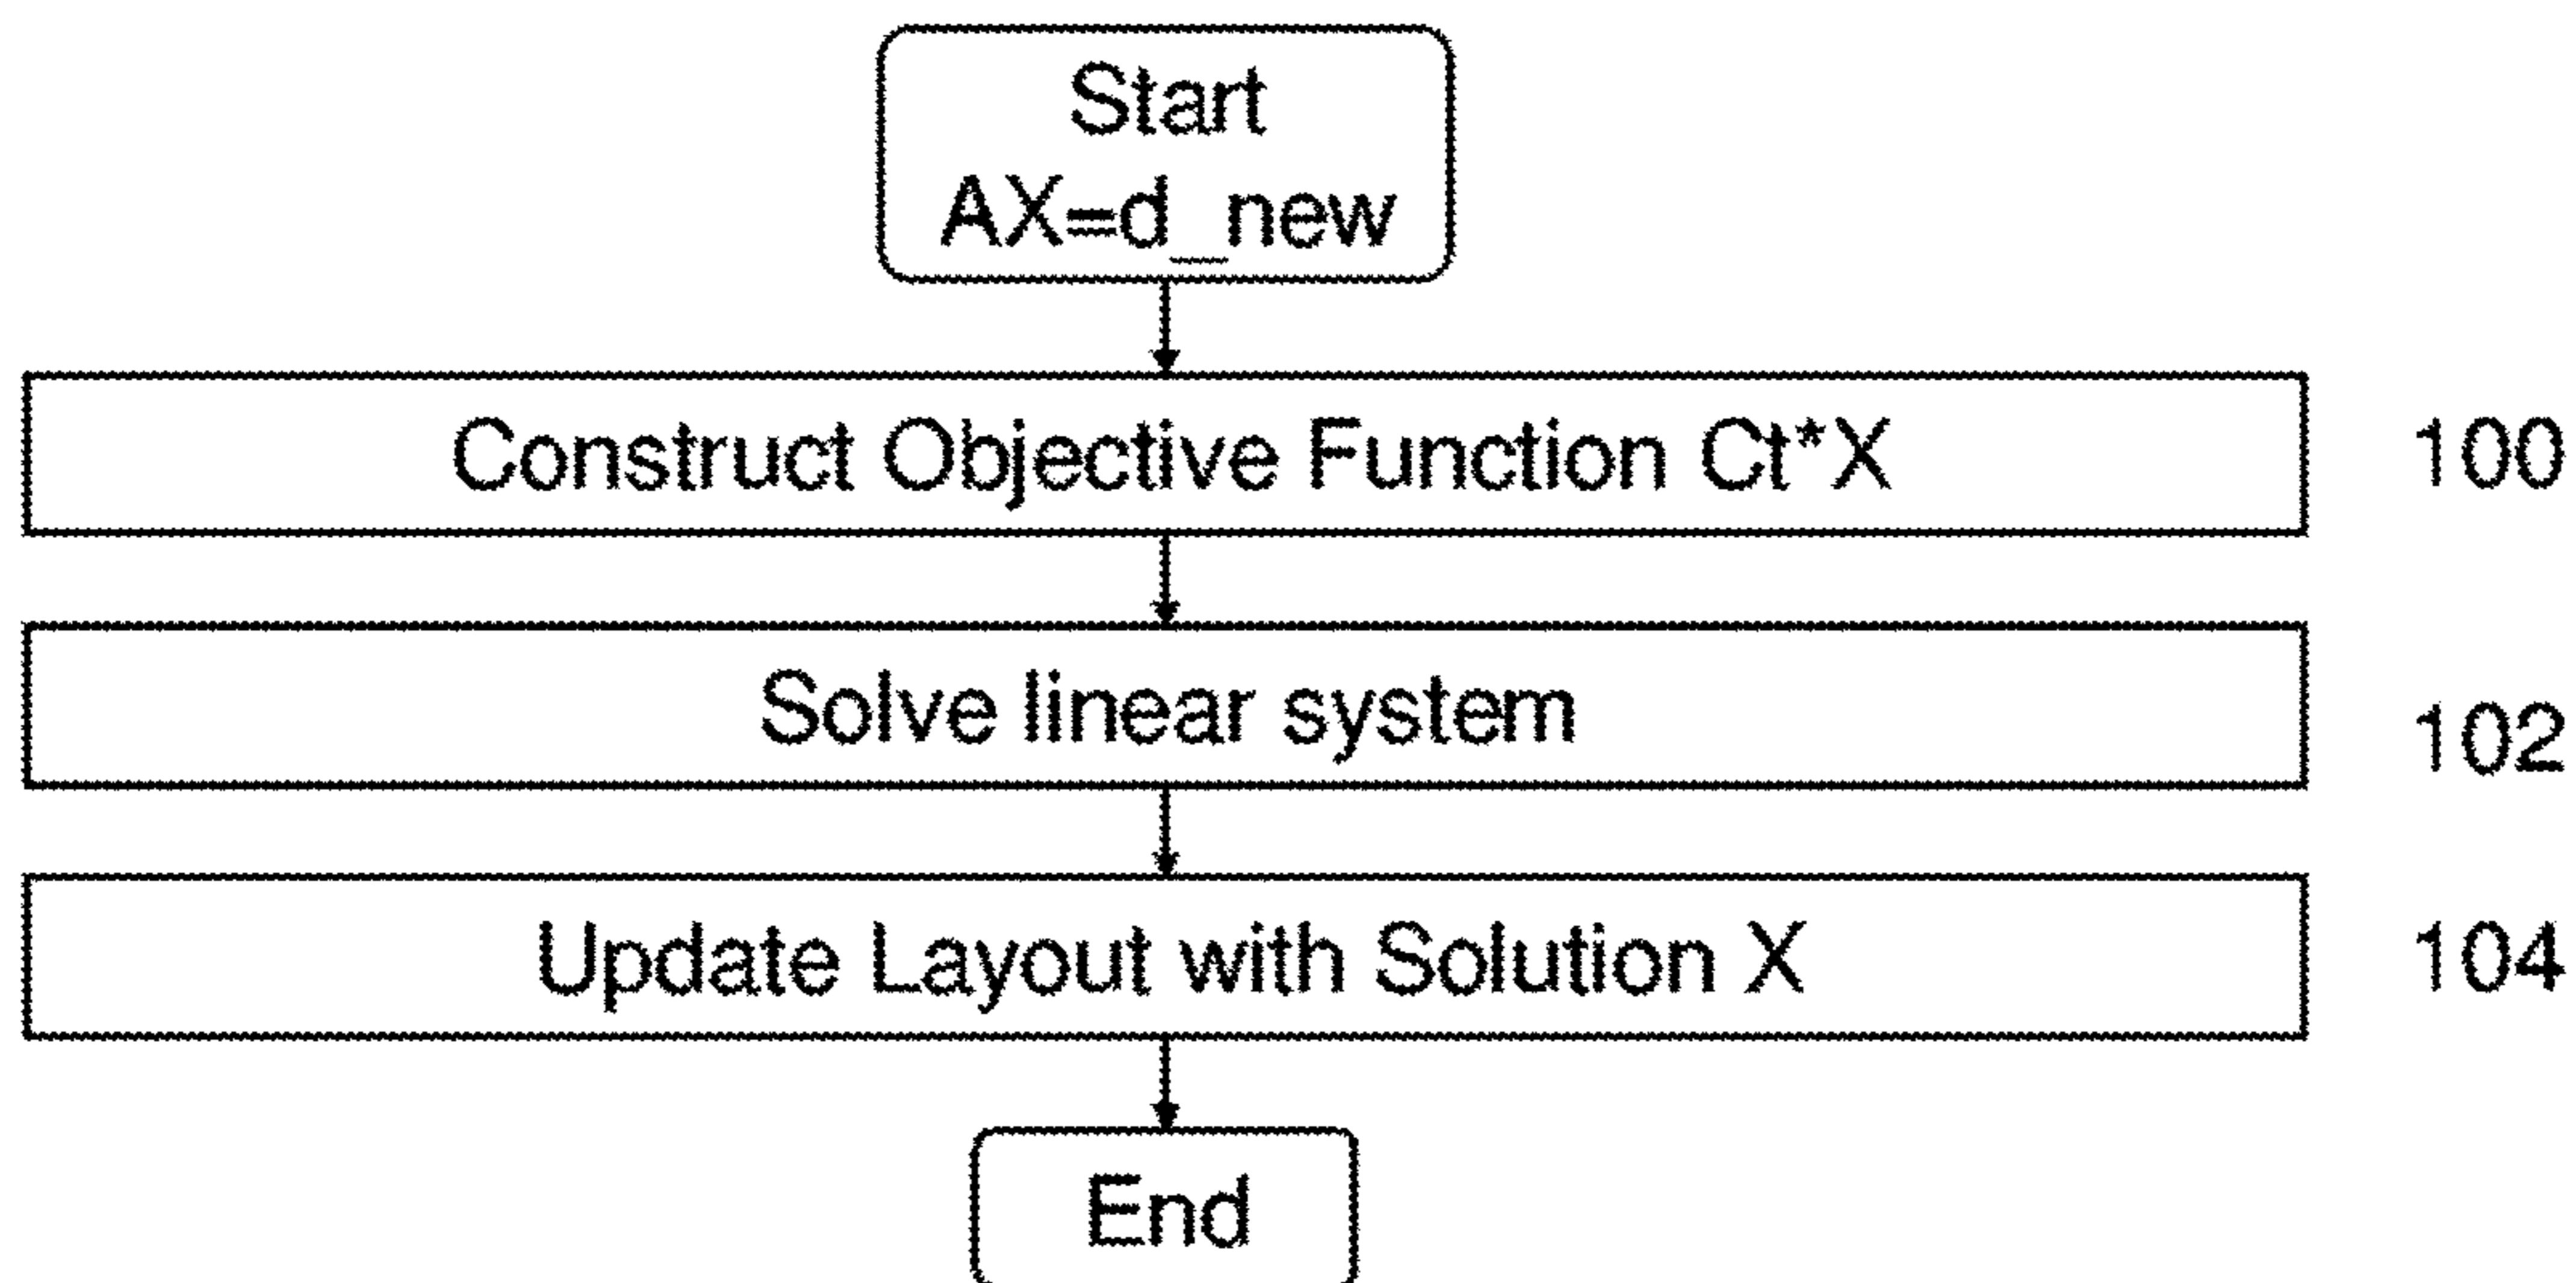 Start
AX=d_new
Construct Objective Function Ct*X
100
Solve linear system
102
Update Layout with Solution X
104
End